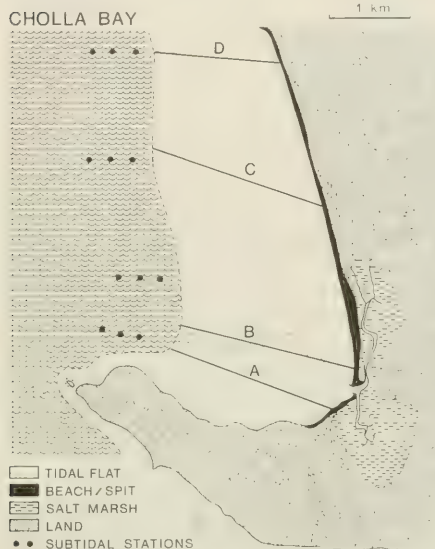 CHOLLA BAY
1 km
D
C
B
A
TIDAL FLAT
BEACH/SPIT
SALT MARSH
LAND
SUBTIDAL STATIONS